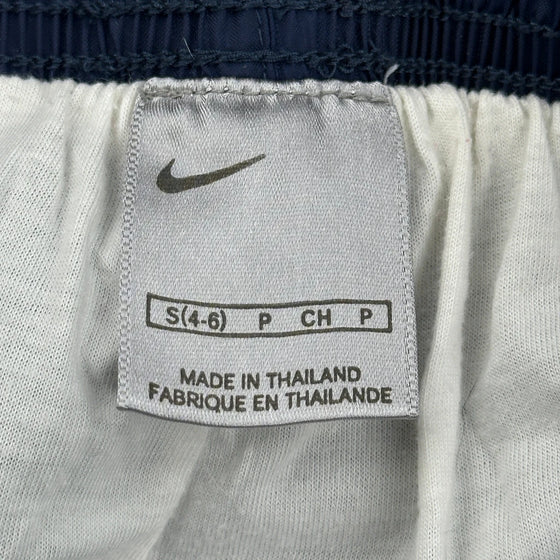 S(4-6) P CH P
MADE IN THAILAND
FABRIQUE EN THAILANDE